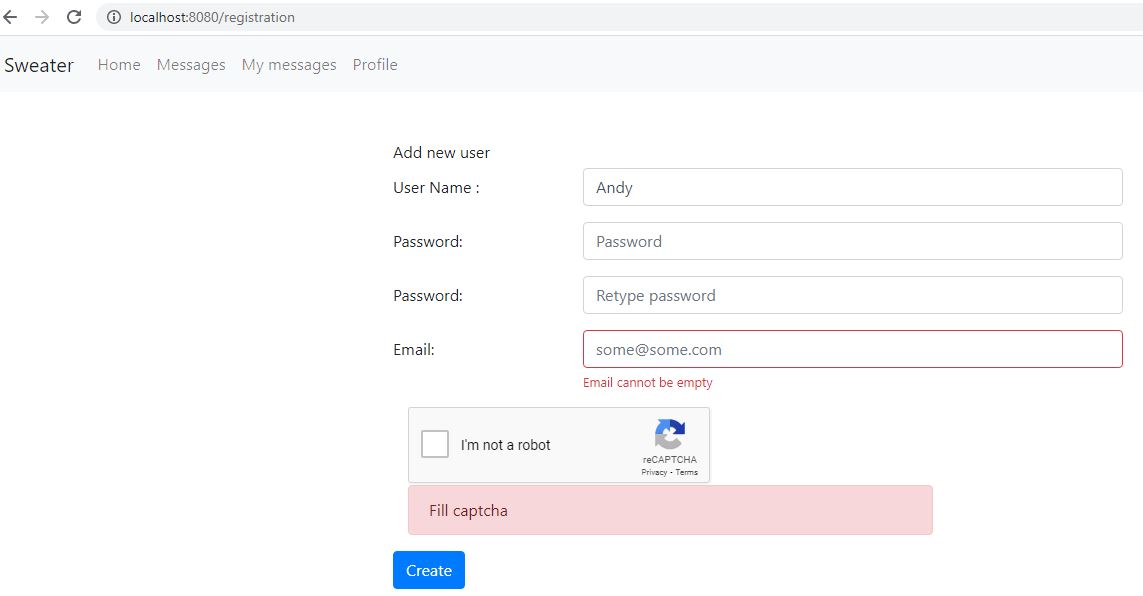 localhost:8080/registration
Sweater Home Messages My messages Profile
Add new user
User Name : Andy
Password: Password
Password: Retype password
Email: some@some.com
Email cannot be empty
I'm not a robot
reCAPTCHA
Privacy - Terms
Fill captcha
Create